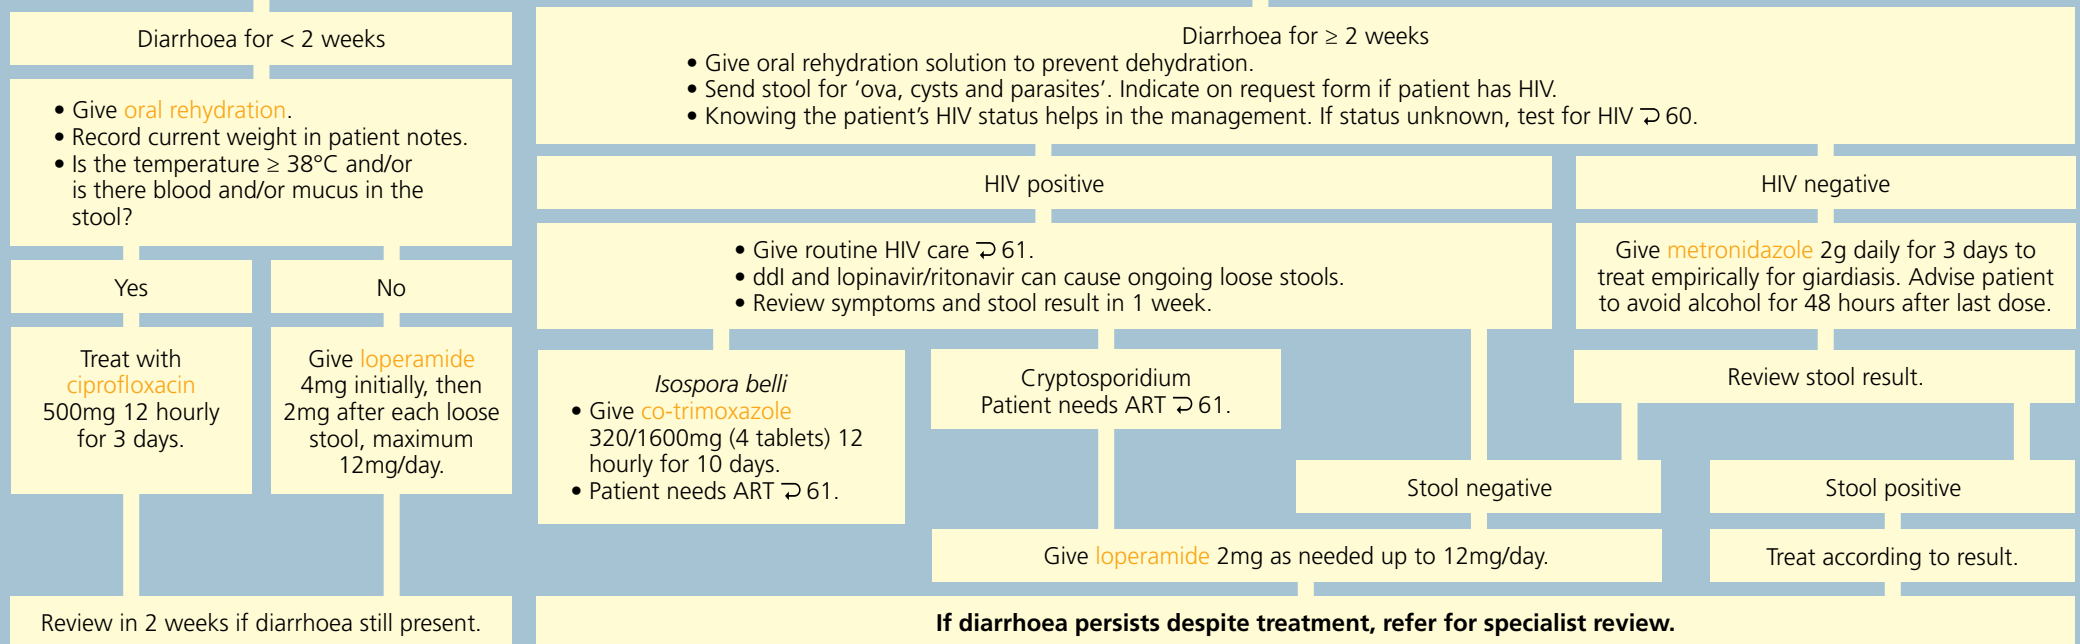 Diarrhoea for < 2 weeks
• Give oral rehydration.
• Record current weight in patient notes.
• Is the temperature ≥ 38°C and/or
is there blood and/or mucus in the
stool?
Yes
No
Treat with
ciprofloxacin
500mg 12 hourly
for 3 days.
Give loperamide
4mg initially, then
2mg after each loose
stool, maximum
12mg/day.
Review in 2 weeks if diarrhoea still present.
Diarrhoea for ≥ 2 weeks
• Give oral rehydration solution to prevent dehydration.
• Send stool for ‘ova, cysts and parasites’. Indicate on request form if patient has HIV.
• Knowing the patient’s HIV status helps in the management. If status unknown, test for HIV ⮌ 60.
HIV positive
• Give routine HIV care ⮌ 61.
• ddI and lopinavir/ritonavir can cause ongoing loose stools.
• Review symptoms and stool result in 1 week.
Isospora belli
• Give co-trimoxazole
320/1600mg (4 tablets) 12
hourly for 10 days.
• Patient needs ART ⮌ 61.
Cryptosporidium
Patient needs ART ⮌ 61.
HIV negative
Give metronidazole 2g daily for 3 days to
treat empirically for giardiasis. Advise patient
to avoid alcohol for 48 hours after last dose.
Review stool result.
Stool negative
Stool positive
Give loperamide 2mg as needed up to 12mg/day.
Treat according to result.
If diarrhoea persists despite treatment, refer for specialist review.